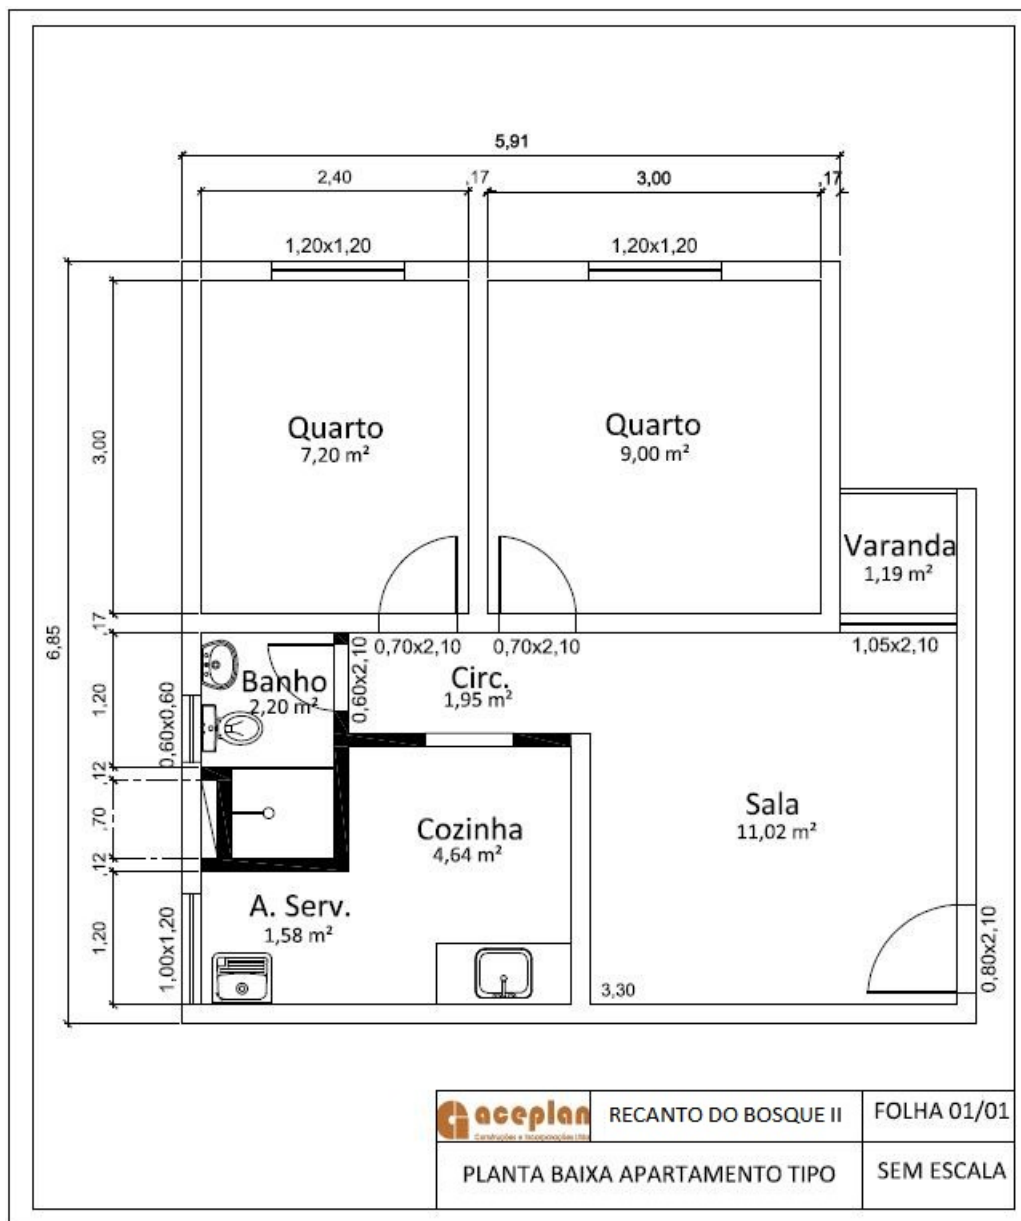 5,91
2,40
,17
3,00
,17
1,20x1,20
1,20x1,20
Quarto
7,20 m²
Quarto
9,00 m²
3,00
Varanda
1,19 m²
,17
6,85
0,70x2,10
0,70x2,10
1,05x2,10
Banho
2,20 m²
0,60x2,10
Circ.
1,95 m²
1,20
0,60x0,60
,12
,70
,12
Cozinha
4,64 m²
Sala
11,02 m²
A. Serv.
1,58 m²
1,20
1,00x1,20
0,80x2,10
3,30
aceplan
Construções e Incorporações Ltda
RECANTO DO BOSQUE II
FOLHA 01/01
PLANTA BAIXA APARTAMENTO TIPO
SEM ESCALA